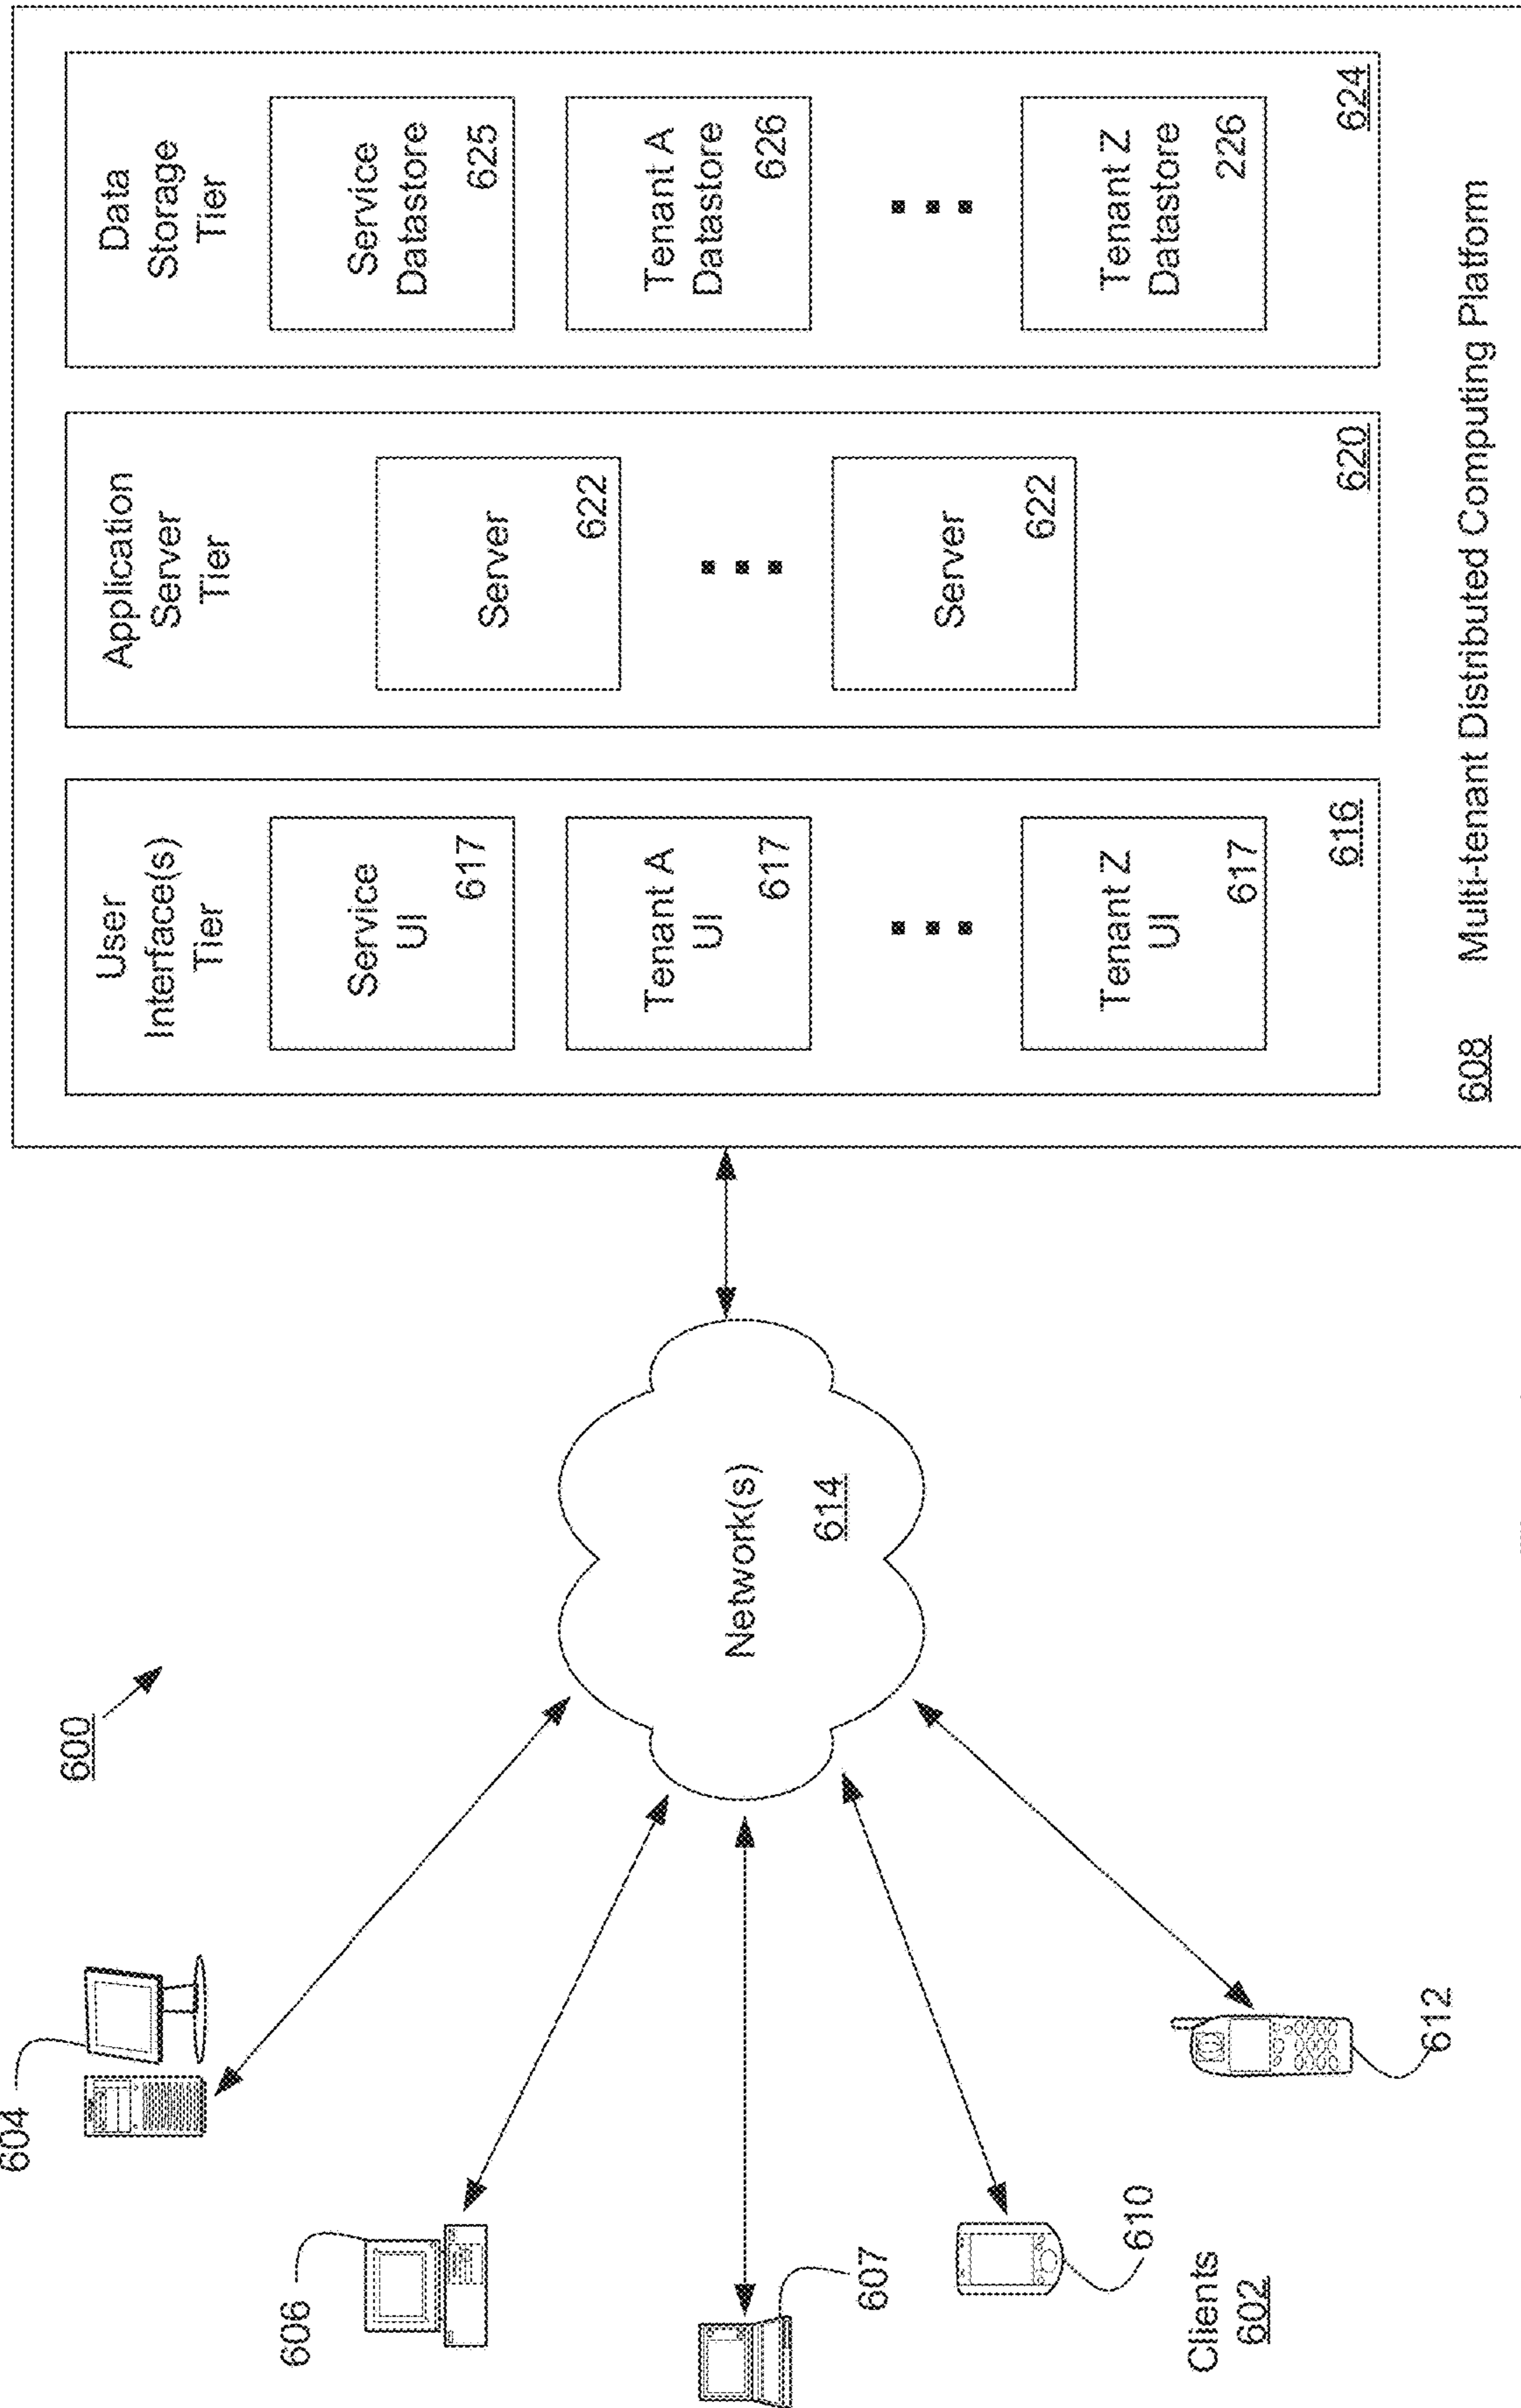 600
604
606
607
610
612
Clients
602
Network(s)
614
User
Interface(s)
Tier
Service
UI
617
Tenant A
UI
617
Tenant Z
UI
617
616
Application
Server
Tier
Server
622
Server
622
620
Data
Storage
Tier
Service
Datastore
625
Tenant A
Datastore
626
Tenant Z
Datastore
226
624
608 Multi-tenant Distributed Computing Platform